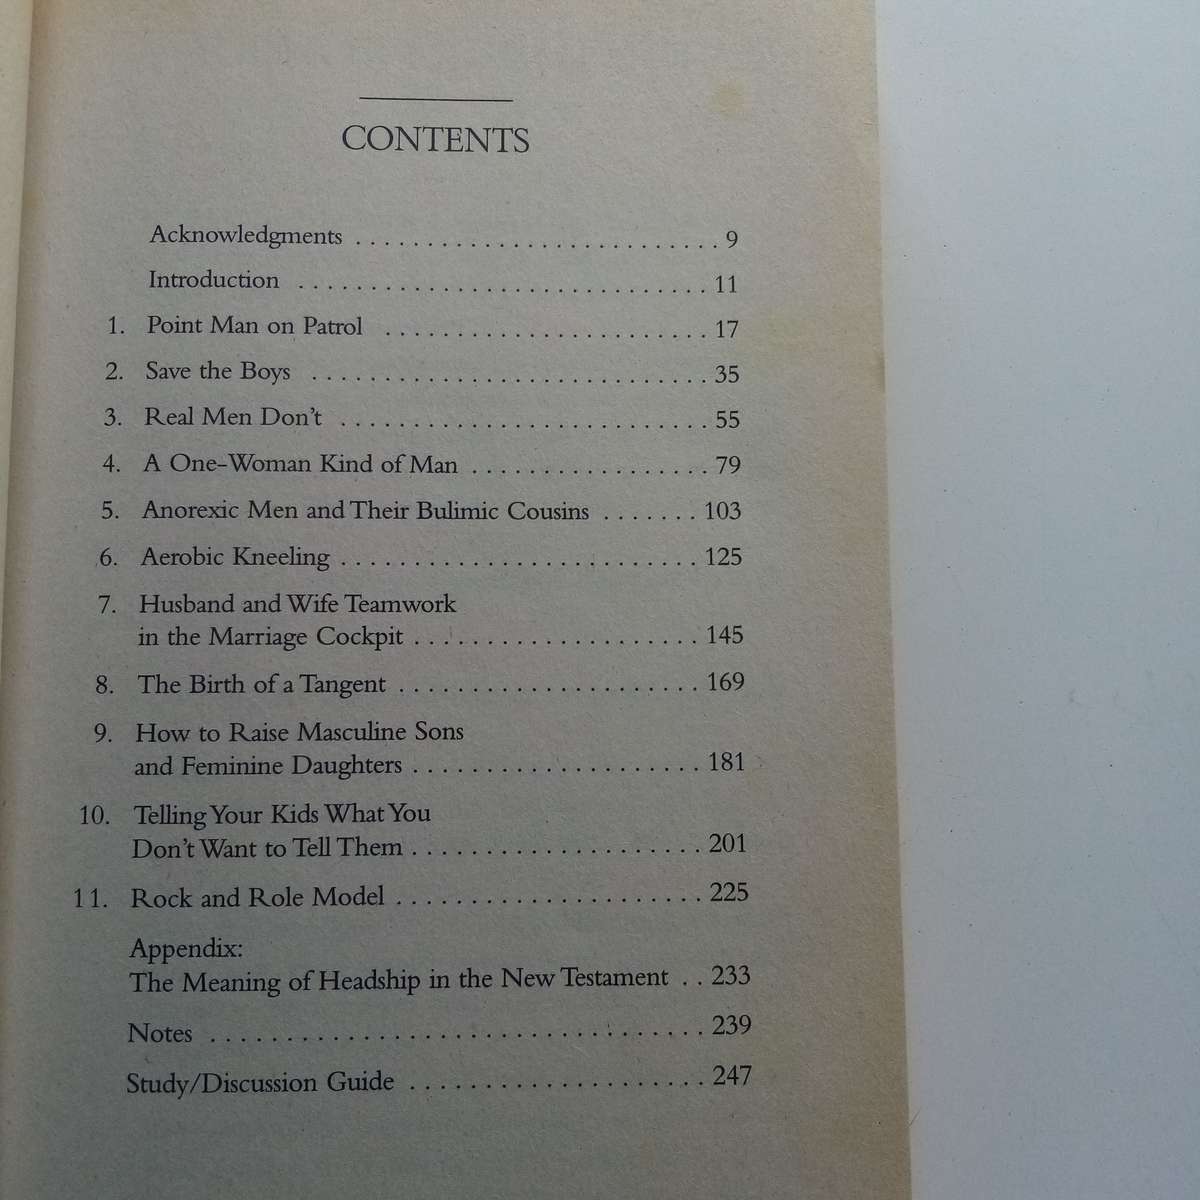 CONTENTS
Acknowledgments . . . . . . . . . . . . . . . . . . . . . . . . . . 9
Introduction . . . . . . . . . . . . . . . . . . . . . . . . . . . . . 11
1. Point Man on Patrol . . . . . . . . . . . . . . . . . . . . . . . 17
2. Save the Boys . . . . . . . . . . . . . . . . . . . . . . . . . . . . 35
3. Real Men Don't . . . . . . . . . . . . . . . . . . . . . . . . . . 55
4. A One-Woman Kind of Man . . . . . . . . . . . . . . . . . 79
5. Anorexic Men and Their Bulimic Cousins . . . . . . . 103
6. Aerobic Kneeling . . . . . . . . . . . . . . . . . . . . . . . . . 125
7. Husband and Wife Teamwork
in the Marriage Cockpit . . . . . . . . . . . . . . . . . . . . 145
8. The Birth of a Tangent . . . . . . . . . . . . . . . . . . . . . 169
9. How to Raise Masculine Sons
and Feminine Daughters . . . . . . . . . . . . . . . . . . . . 181
10. Telling Your Kids What You
Don't Want to Tell Them . . . . . . . . . . . . . . . . . . . . 201
11. Rock and Role Model . . . . . . . . . . . . . . . . . . . . . 225
Appendix:
The Meaning of Headship in the New Testament . . 233
Notes . . . . . . . . . . . . . . . . . . . . . . . . . . . . . . . . . 239
Study/Discussion Guide . . . . . . . . . . . . . . . . . . . . 247